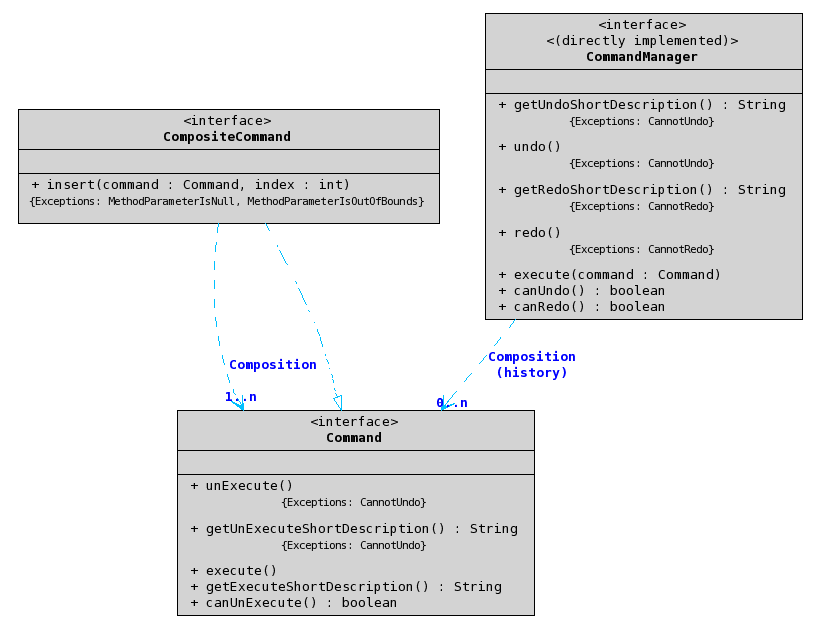 <interface>
<(directly implemented)>
CommandManager
+ getUndoShortDescription() : String
{Exceptions: CannotUndo}
+ undo()
{Exceptions: CannotUndo}
+ getRedoShortDescription() : String
{Exceptions: CannotRedo}
+ redo()
{Exceptions: CannotRedo}
+ execute(command : Command)
+ canUndo() : boolean
+ canRedo() : boolean
<interface>
CompositeCommand
+ insert(command : Command, index : int)
{Exceptions: MethodParameterIsNull, MethodParameterIsOutOfBounds}
Composition
1..n
Composition
(history)
0..n
<interface>
Command
+ unExecute()
{Exceptions: CannotUndo}
+ getUnExecuteShortDescription() : String
{Exceptions: CannotUndo}
+ execute()
+ getExecuteShortDescription() : String
+ canUnExecute() : boolean